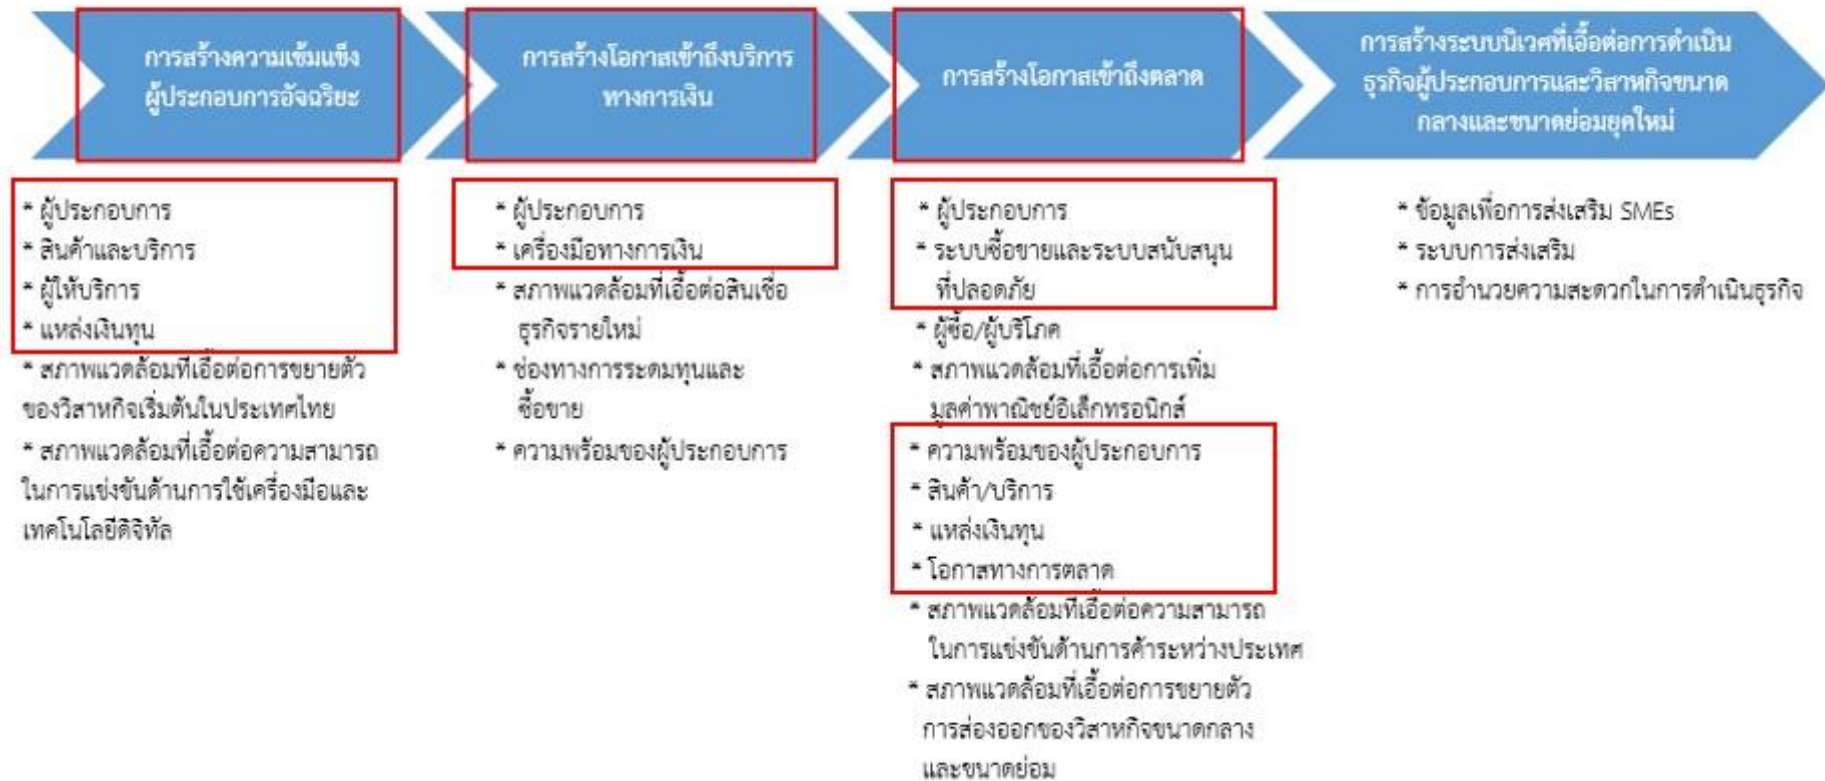 การสร้างความเข้มแข็ง
ผู้ประกอบการอัจฉริยะ
การสร้างโอกาสเข้าถึงบริการ
ทางการเงิน
การสร้างโอกาสเข้าถึงตลาด
การสร้างระบบนิเวศที่เอื้อต่อการดำเนิน
ธุรกิจผู้ประกอบการและวิสาหกิจขนาด
กลางและขนาดย่อมยุคใหม่
* ผู้ประกอบการ
* สินค้าและบริการ
* ผู้ให้บริการ
* แหล่งเงินทุน
* สภาพแวดล้อมที่เอื้อต่อการขยายตัว
ของวิสาหกิจเริ่มต้นในประเทศไทย
* สภาพแวดล้อมที่เอื้อต่อความสามารถ
ในการแข่งขันด้านการใช้เครื่องมือและ
เทคโนโลยีดิจิทัล
* ผู้ประกอบการ
* เครื่องมือทางการเงิน
* สภาพแวดล้อมที่เอื้อต่อสินเชื่อ
ธุรกิจรายใหม่
* ช่องทางการระดมทุนและ
ซื้อขาย
* ความพร้อมของผู้ประกอบการ
* ผู้ประกอบการ
* ระบบซื้อขายและระบบสนับสนุน
ที่ปลอดภัย
* ผู้ซื้อ/ผู้บริโภค
* สภาพแวดล้อมที่เอื้อต่อการเพิ่ม
มูลค่าพาณิชย์อิเล็กทรอนิกส์
* ความพร้อมของผู้ประกอบการ
* สินค้า/บริการ
* แหล่งเงินทุน
* โอกาสทางการตลาด
* สภาพแวดล้อมที่เอื้อต่อความสามารถ
ในการแข่งขันด้านการค้าระหว่างประเทศ
* สภาพแวดล้อมที่เอื้อต่อการขยายตัว
การส่องออกของวิสาหกิจขนาดกลาง
และขนาดย่อม
* ข้อมูลเพื่อการส่งเสริม SMEs
* ระบบการส่งเสริม
* การอำนวยความสะดวกในการดำเนินธุรกิจ